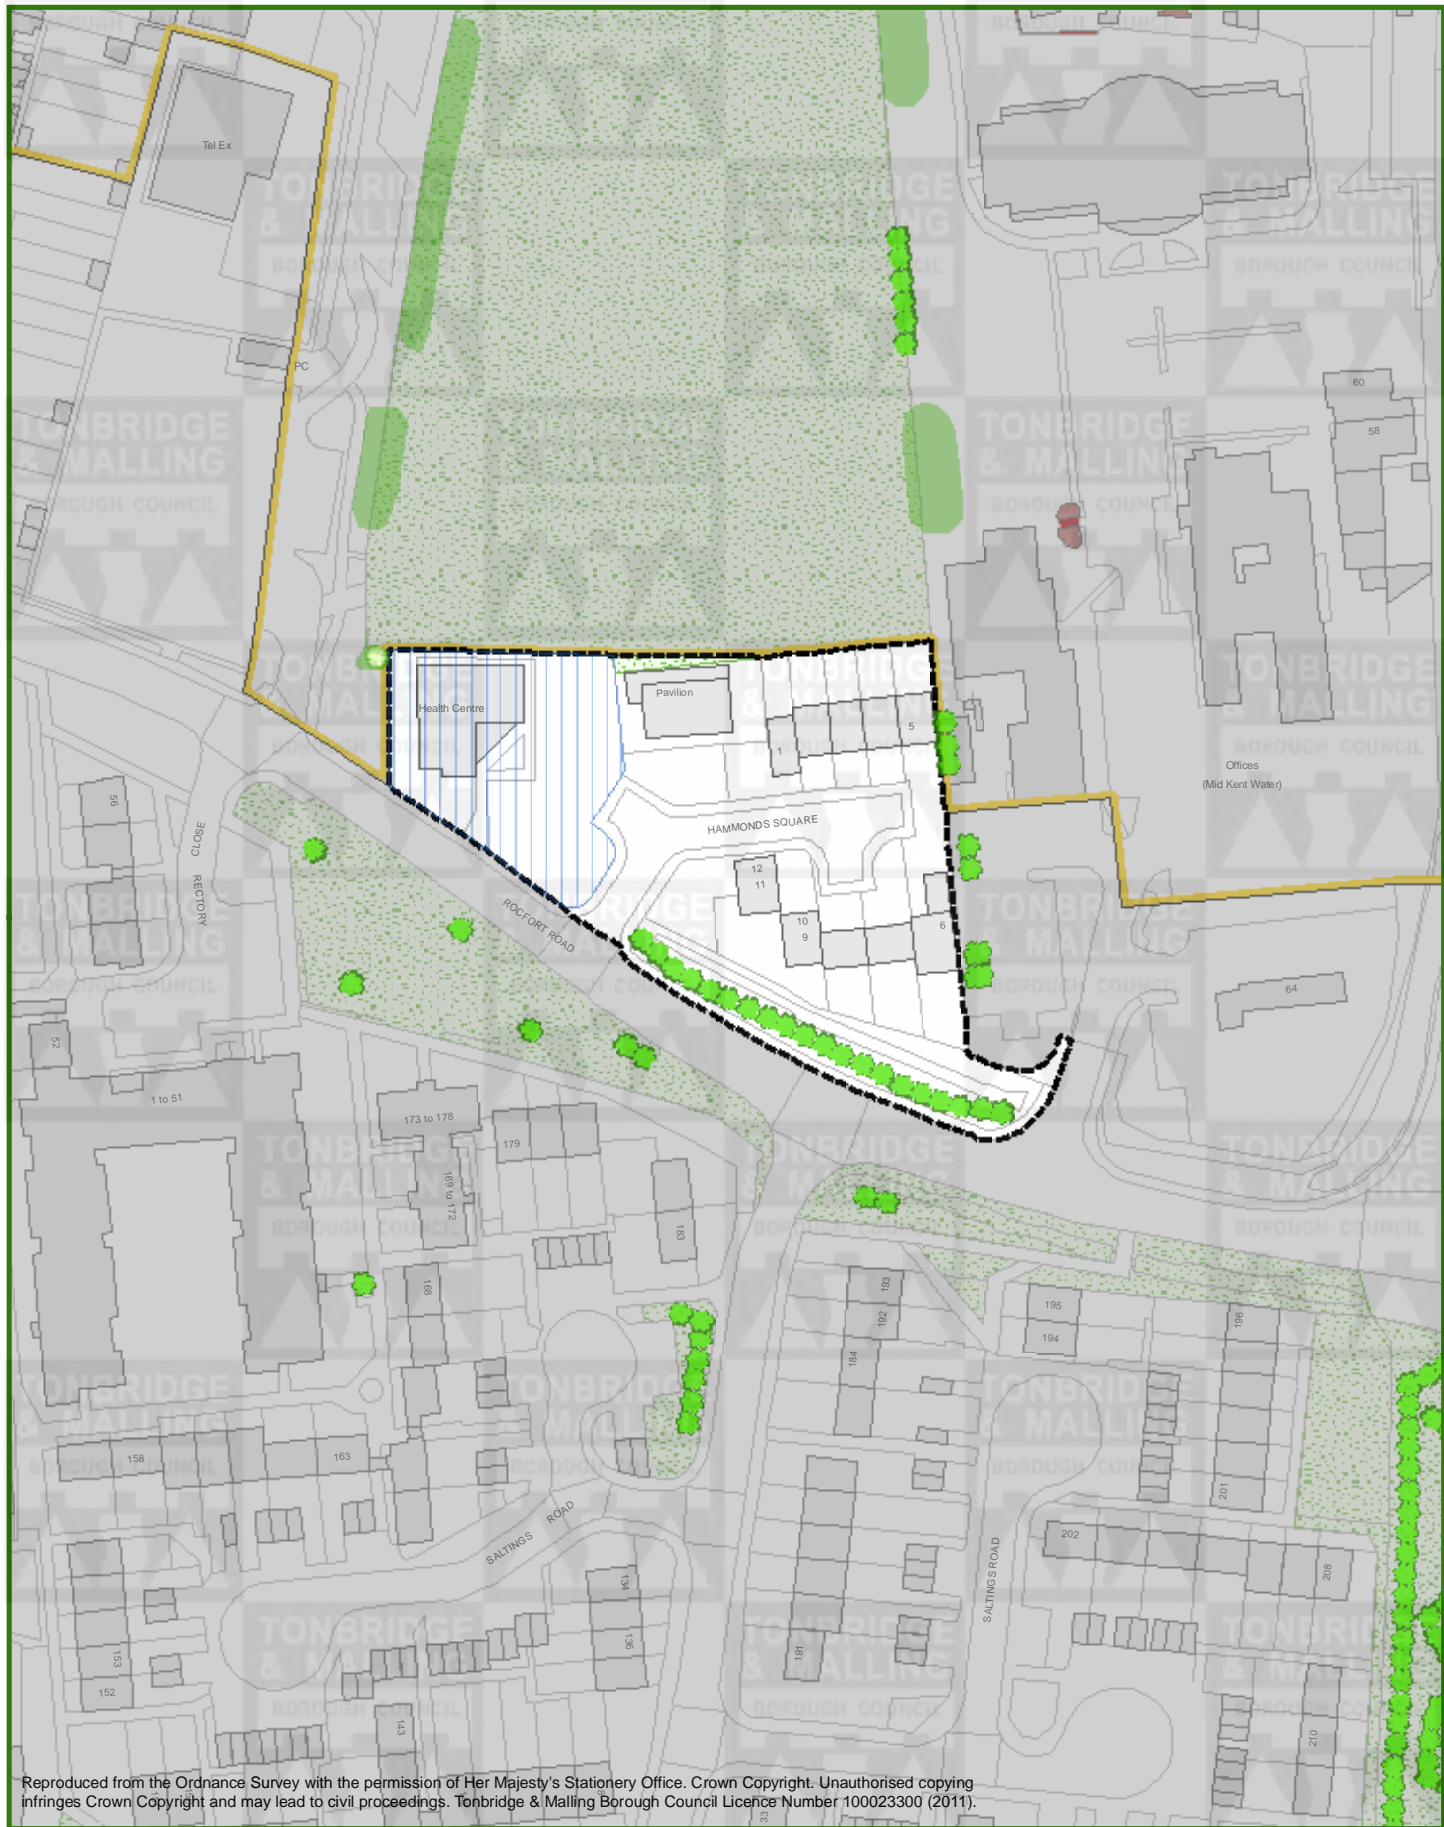 Tel Ex
PC
60
58
Health Centre
Pavilion
1
5
Offices
(Mid Kent Water)
HAMMONDS SQUARE
12
11
10
9
6
ROCFORT ROAD
56
RECTORY CLOSE
64
52
1 to 51
173 to 178
179
169 to 172
183
168
193
192
184
195
194
196
158
163
201
202
208
SALTINGS ROAD
SALTINGS ROAD
134
136
191
153
152
143
210
33
TONBRIDGE
& MALLING
BOROUGH COUNCIL
Reproduced from the Ordnance Survey with the permission of Her Majesty's Stationery Office. Crown Copyright. Unauthorised copying
infringes Crown Copyright and may lead to civil proceedings. Tonbridge & Malling Borough Council Licence Number 100023300 (2011).